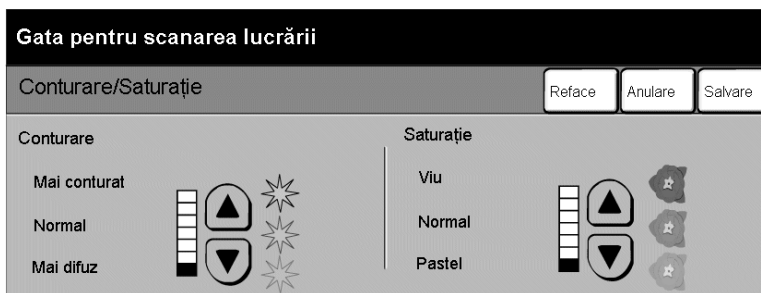 Gata pentru scanarea lucrării
Conturare/Saturație
Reface
Anulare
Salvare
Conturare
Mai conturat
Normal
Mai difuz
Saturație
Viu
Normal
Pastel